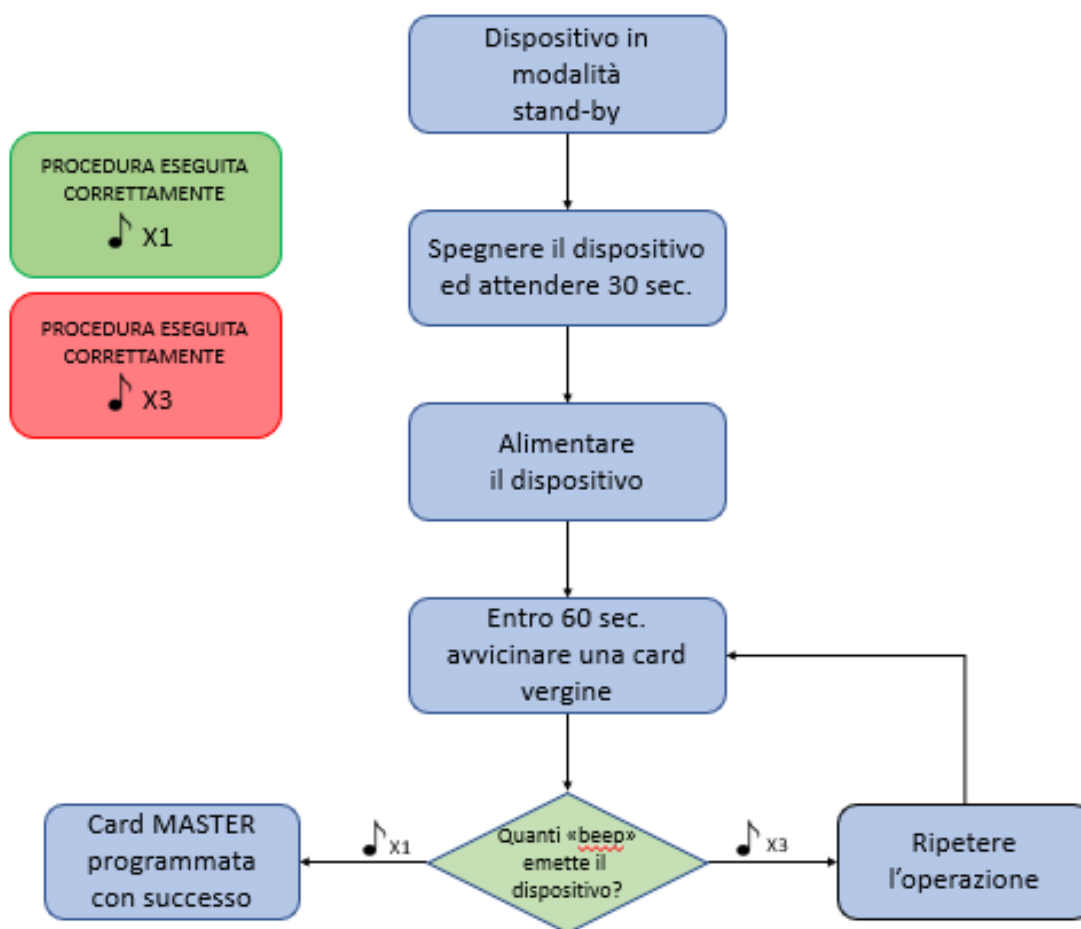 Dispositivo in
modalità
stand-by
PROCEDURA ESEGUITA
CORRETTAMENTE
X1
Spegnere il dispositivo
ed attendere 30 sec.
PROCEDURA ESEGUITA
CORRETTAMENTE
X3
Alimentare
il dispositivo
Entro 60 sec.
avvicinare una card
vergine
Card MASTER
programmata
con successo
X1
Quanti «beep»
emette il
dispositivo?
X3
Ripetere
l'operazione